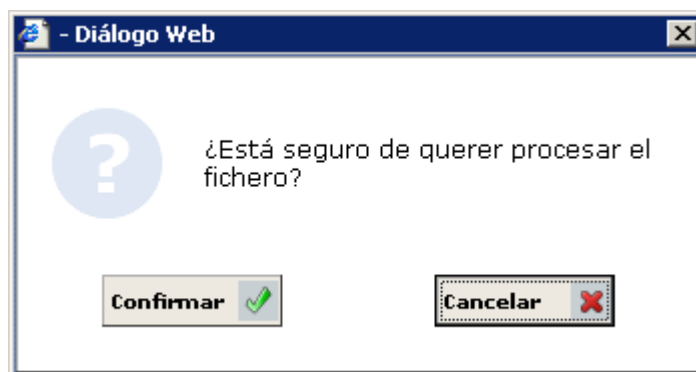 - Diálogo Web
¿Está seguro de querer procesar el
fichero?
Confirmar
Cancelar